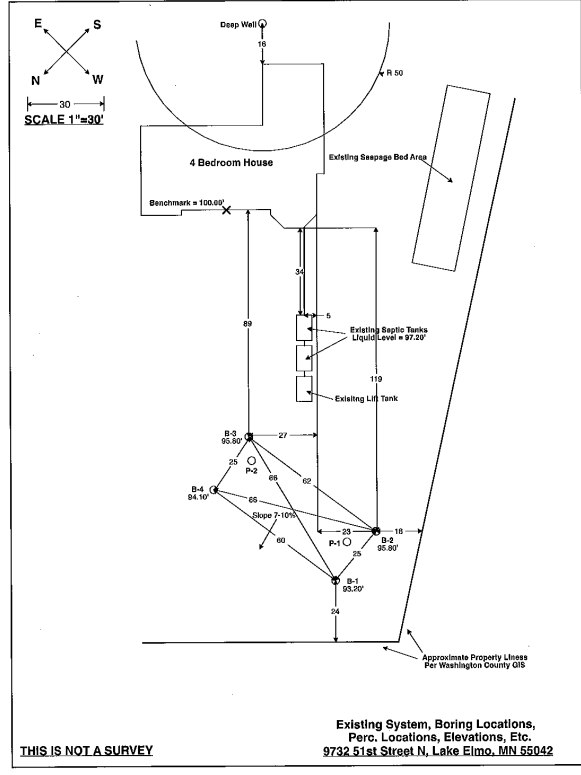 E
S
N
W
30
SCALE 1"=30'
Deep Well
16
R 50
4 Bedroom House
Existing Seepage Bed Area
Benchmark = 100.00'
34
5
89
Existing Septic Tanks
Liquid Level = 97.20'
119
Existing Lift Tank
B-3
95.80'
27
25
P-2
B-4
94.10'
66
62
66
Slope 7-10%
60
23
18
P-1
B-2
95.80'
25
B-1
93.20'
24
Approximate Property Liness
Per Washington County GIS
Existing System, Boring Locations,
Perc. Locations, Elevations, Etc.
THIS IS NOT A SURVEY
9732 51st Street N, Lake Elmo, MN 55042